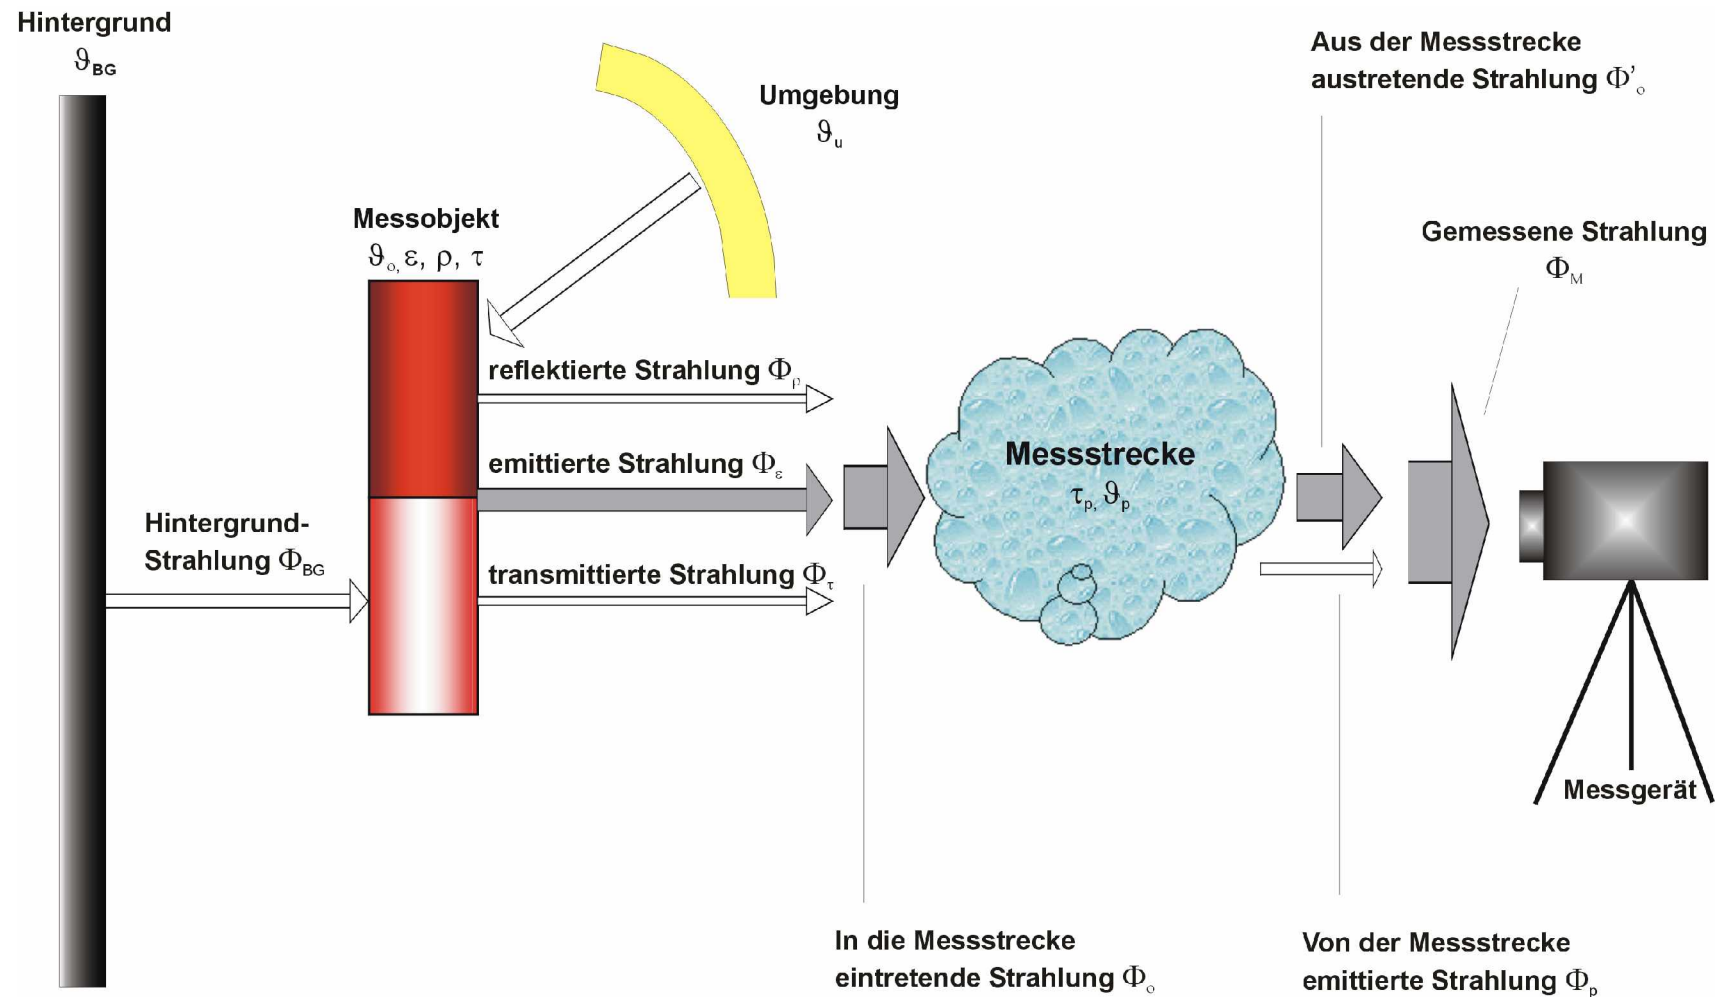 Hintergrund
ϑBG
Umgebung
ϑu
Aus der Messstrecke
austretende Strahlung Φ’o
Messobjekt
ϑo, ε, ρ, τ
Gemessene Strahlung
ΦM
reflektierte Strahlung Φρ
emittierte Strahlung Φε
Messstrecke
τp, ϑp
Hintergrund-
Strahlung ΦBG
transmittierte Strahlung Φτ
Messgerät
In die Messstrecke
eintretende Strahlung Φo
Von der Messstrecke
emittierte Strahlung Φp